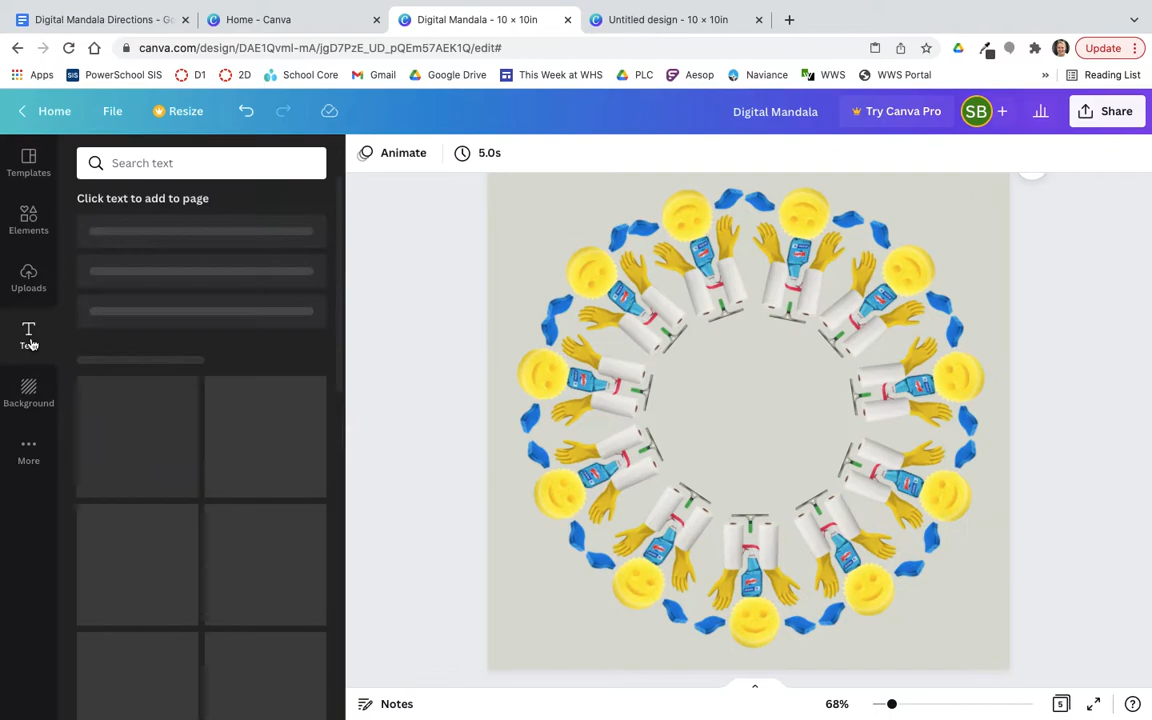 Digital Mandala Directions - Go
Home - Canva
Digital Mandala - 10 × 10in
Untitled design - 10 × 10in
canva.com/design/DAE1Qvml-mA/jgD7PzE_UD_pQEm57AEK1Q/edit#
Update
Apps
SIS PowerSchool SIS
D1
2D
School Core
Gmail
Google Drive
This Week at WHS
PLC
Aesop
Naviance
WWS
WWS Portal
»
Reading List
Home
File
Resize
Digital Mandala
Try Canva Pro
SB
Share
Templates
Elements
Uploads
Text
Background
More
Search text
Click text to add to page
Animate
5.0s
Notes
68%
5